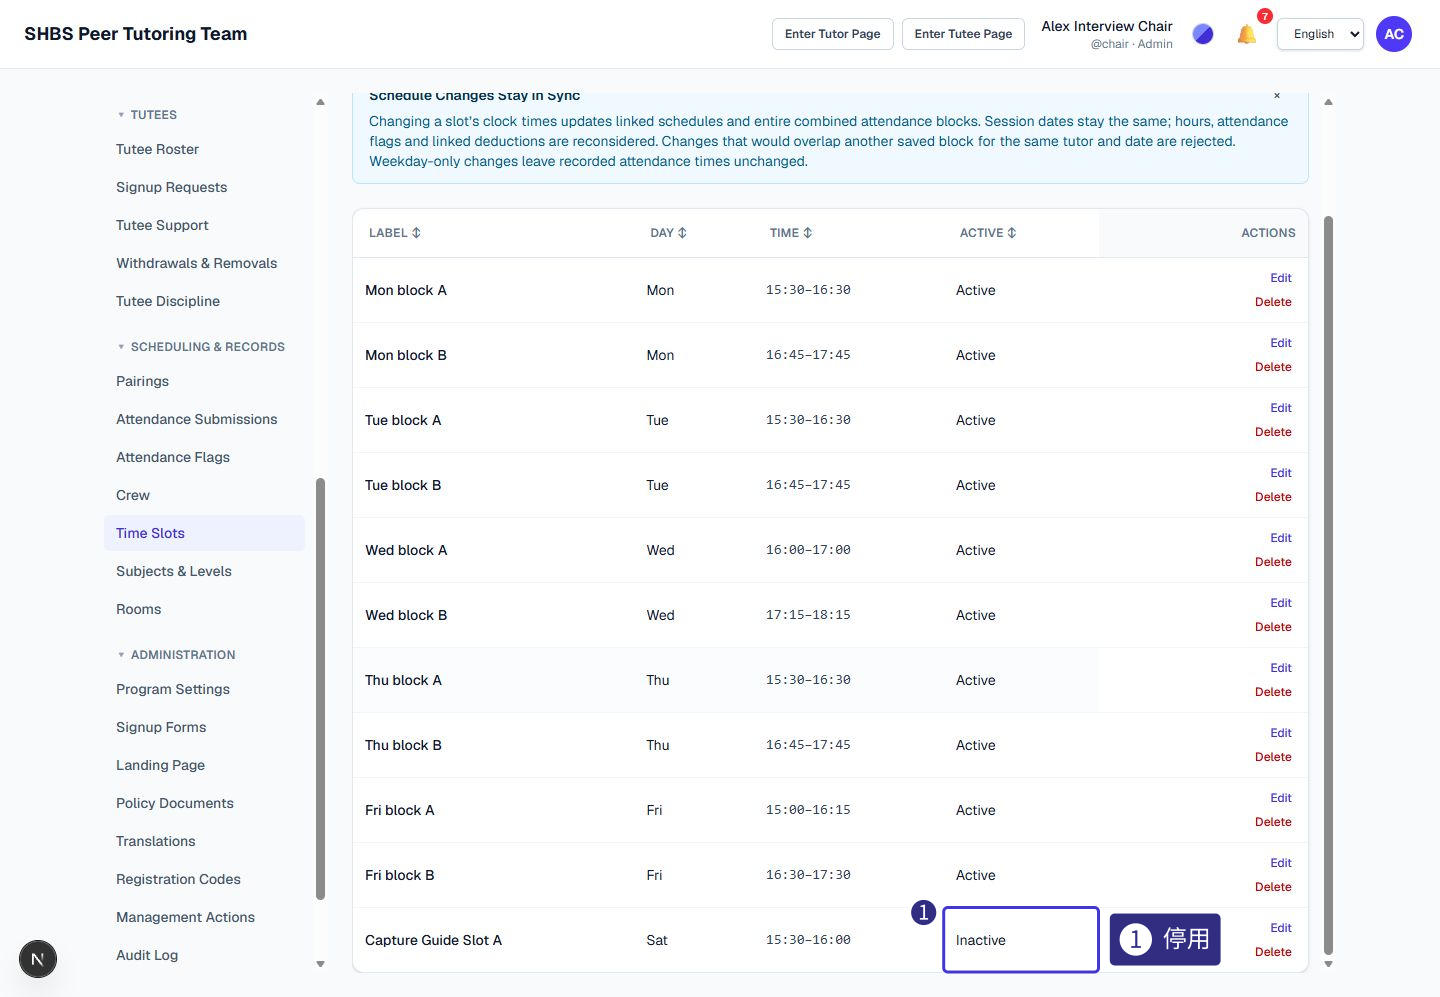 SHBS Peer Tutoring Team
Enter Tutor Page
Enter Tutee Page
Alex Interview Chair
@chair · Admin
7
English
AC
TUTEES
Tutee Roster
Signup Requests
Tutee Support
Withdrawals & Removals
Tutee Discipline
SCHEDULING & RECORDS
Pairings
Attendance Submissions
Attendance Flags
Crew
Time Slots
Subjects & Levels
Rooms
ADMINISTRATION
Program Settings
Signup Forms
Landing Page
Policy Documents
Translations
Registration Codes
Management Actions
Audit Log
N
Schedule Changes Stay in Sync ×
Changing a slot's clock times updates linked schedules and entire combined attendance blocks. Session dates stay the same; hours, attendance
flags and linked deductions are reconsidered. Changes that would overlap another saved block for the same tutor and date are rejected.
Weekday-only changes leave recorded attendance times unchanged.
LABEL DAY TIME ACTIVE ACTIONS
Mon block A Mon 15:30–16:30 Active Edit Delete
Mon block B Mon 16:45–17:45 Active Edit Delete
Tue block A Tue 15:30–16:30 Active Edit Delete
Tue block B Tue 16:45–17:45 Active Edit Delete
Wed block A Wed 16:00–17:00 Active Edit Delete
Wed block B Wed 17:15–18:15 Active Edit Delete
Thu block A Thu 15:30–16:30 Active Edit Delete
Thu block B Thu 16:45–17:45 Active Edit Delete
Fri block A Fri 15:00–16:15 Active Edit Delete
Fri block B Fri 16:30–17:30 Active Edit Delete
Capture Guide Slot A Sat 15:30–16:00 1 Inactive 1 停用 Edit Delete